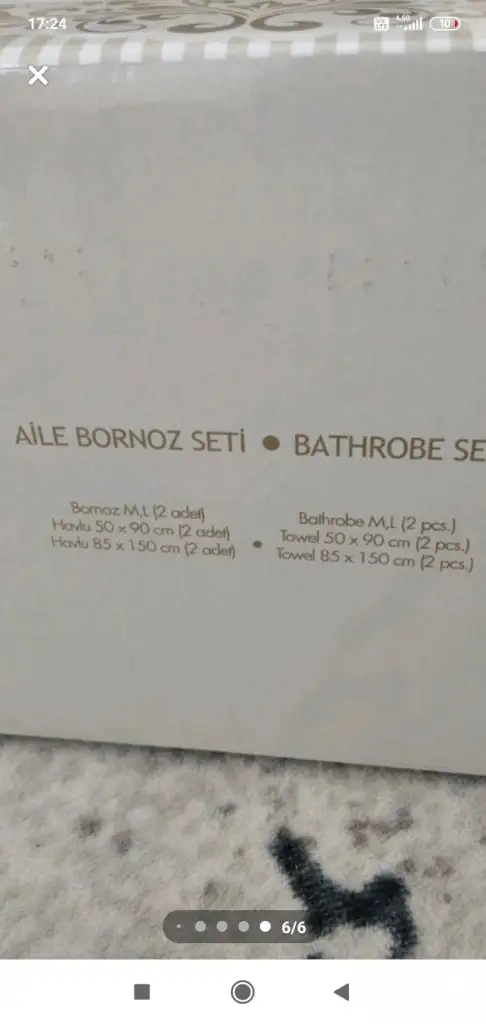 17:24
10
AİLE BORNOZ SETİ • BATHROBE SE
Bornoz M,L (2 adet)
Havlu 50 x 90 cm (2 adet)
Havlu 85 x 150 cm (2 adet)
•
Bathrobe M,L (2 pcs.)
Towel 50 x 90 cm (2 pcs.)
Towel 85 x 150 cm (2 pcs.)
6/6